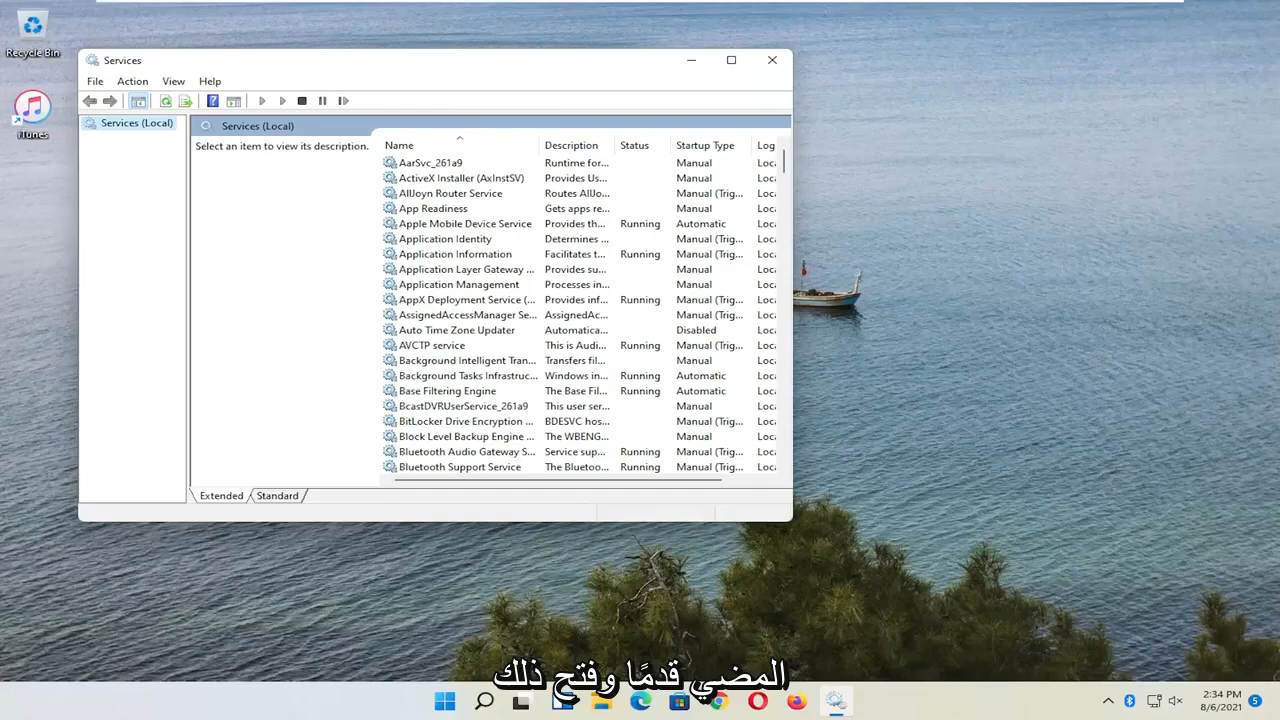 Recycle Bin
iTunes
Services
File Action View Help
Services (Local)
Services (Local)
Select an item to view its description.
Name Description Status Startup Type Log
AarSvc_261a9 Runtime for... Manual Loca
ActiveX Installer (AxInstSV) Provides Us... Manual Loca
AllJoyn Router Service Routes AllJo... Manual (Trig... Loca
App Readiness Gets apps re... Manual Loca
Apple Mobile Device Service Provides th... Running Automatic Loca
Application Identity Determines ... Manual (Trig... Loca
Application Information Facilitates t... Running Manual (Trig... Loca
Application Layer Gateway ... Provides su... Manual Loca
Application Management Processes in... Manual Loca
AppX Deployment Service (... Provides inf... Running Manual (Trig... Loca
AssignedAccessManager Se... AssignedAc... Manual (Trig... Loca
Auto Time Zone Updater Automatica... Disabled Loca
AVCTP service This is Audi... Running Manual (Trig... Loca
Background Intelligent Tran... Transfers fil... Manual Loca
Background Tasks Infrastruc... Windows in... Running Automatic Loca
Base Filtering Engine The Base Fil... Running Automatic Loca
BcastDVRUserService_261a9 This user ser... Manual Loca
BitLocker Drive Encryption ... BDESVC hos... Manual (Trig... Loca
Block Level Backup Engine ... The WBENG... Manual Loca
Bluetooth Audio Gateway S... Service sup... Running Manual (Trig... Loca
Bluetooth Support Service The Bluetoo... Running Manual (Trig... Loca
Extended Standard
المضي قدمًا وفتح ذلك
2:34 PM
8/6/2021
5